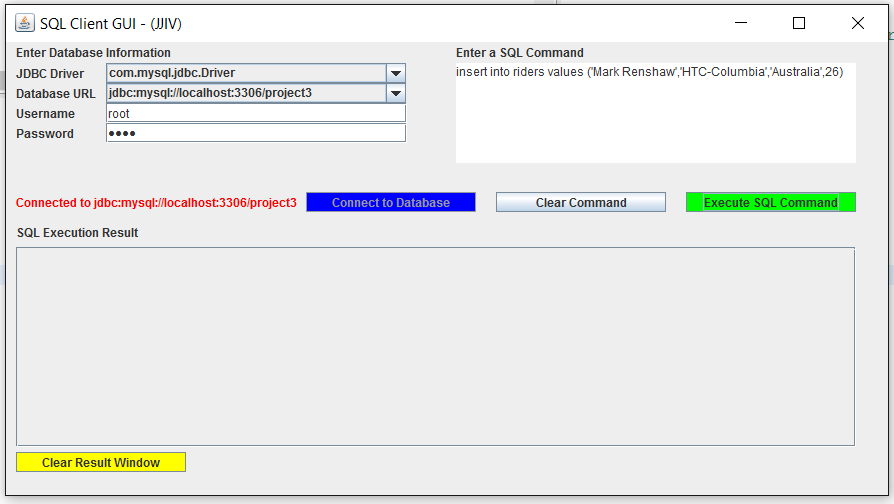 SQL Client GUI - (JJIV)
Enter Database Information
JDBC Driver
com.mysql.jdbc.Driver
Database URL
jdbc:mysql://localhost:3306/project3
Username
root
Password
••••
Enter a SQL Command
insert into riders values ('Mark Renshaw','HTC-Columbia','Australia',26)
Connected to jdbc:mysql://localhost:3306/project3
Connect to Database
Clear Command
Execute SQL Command
SQL Execution Result
Clear Result Window